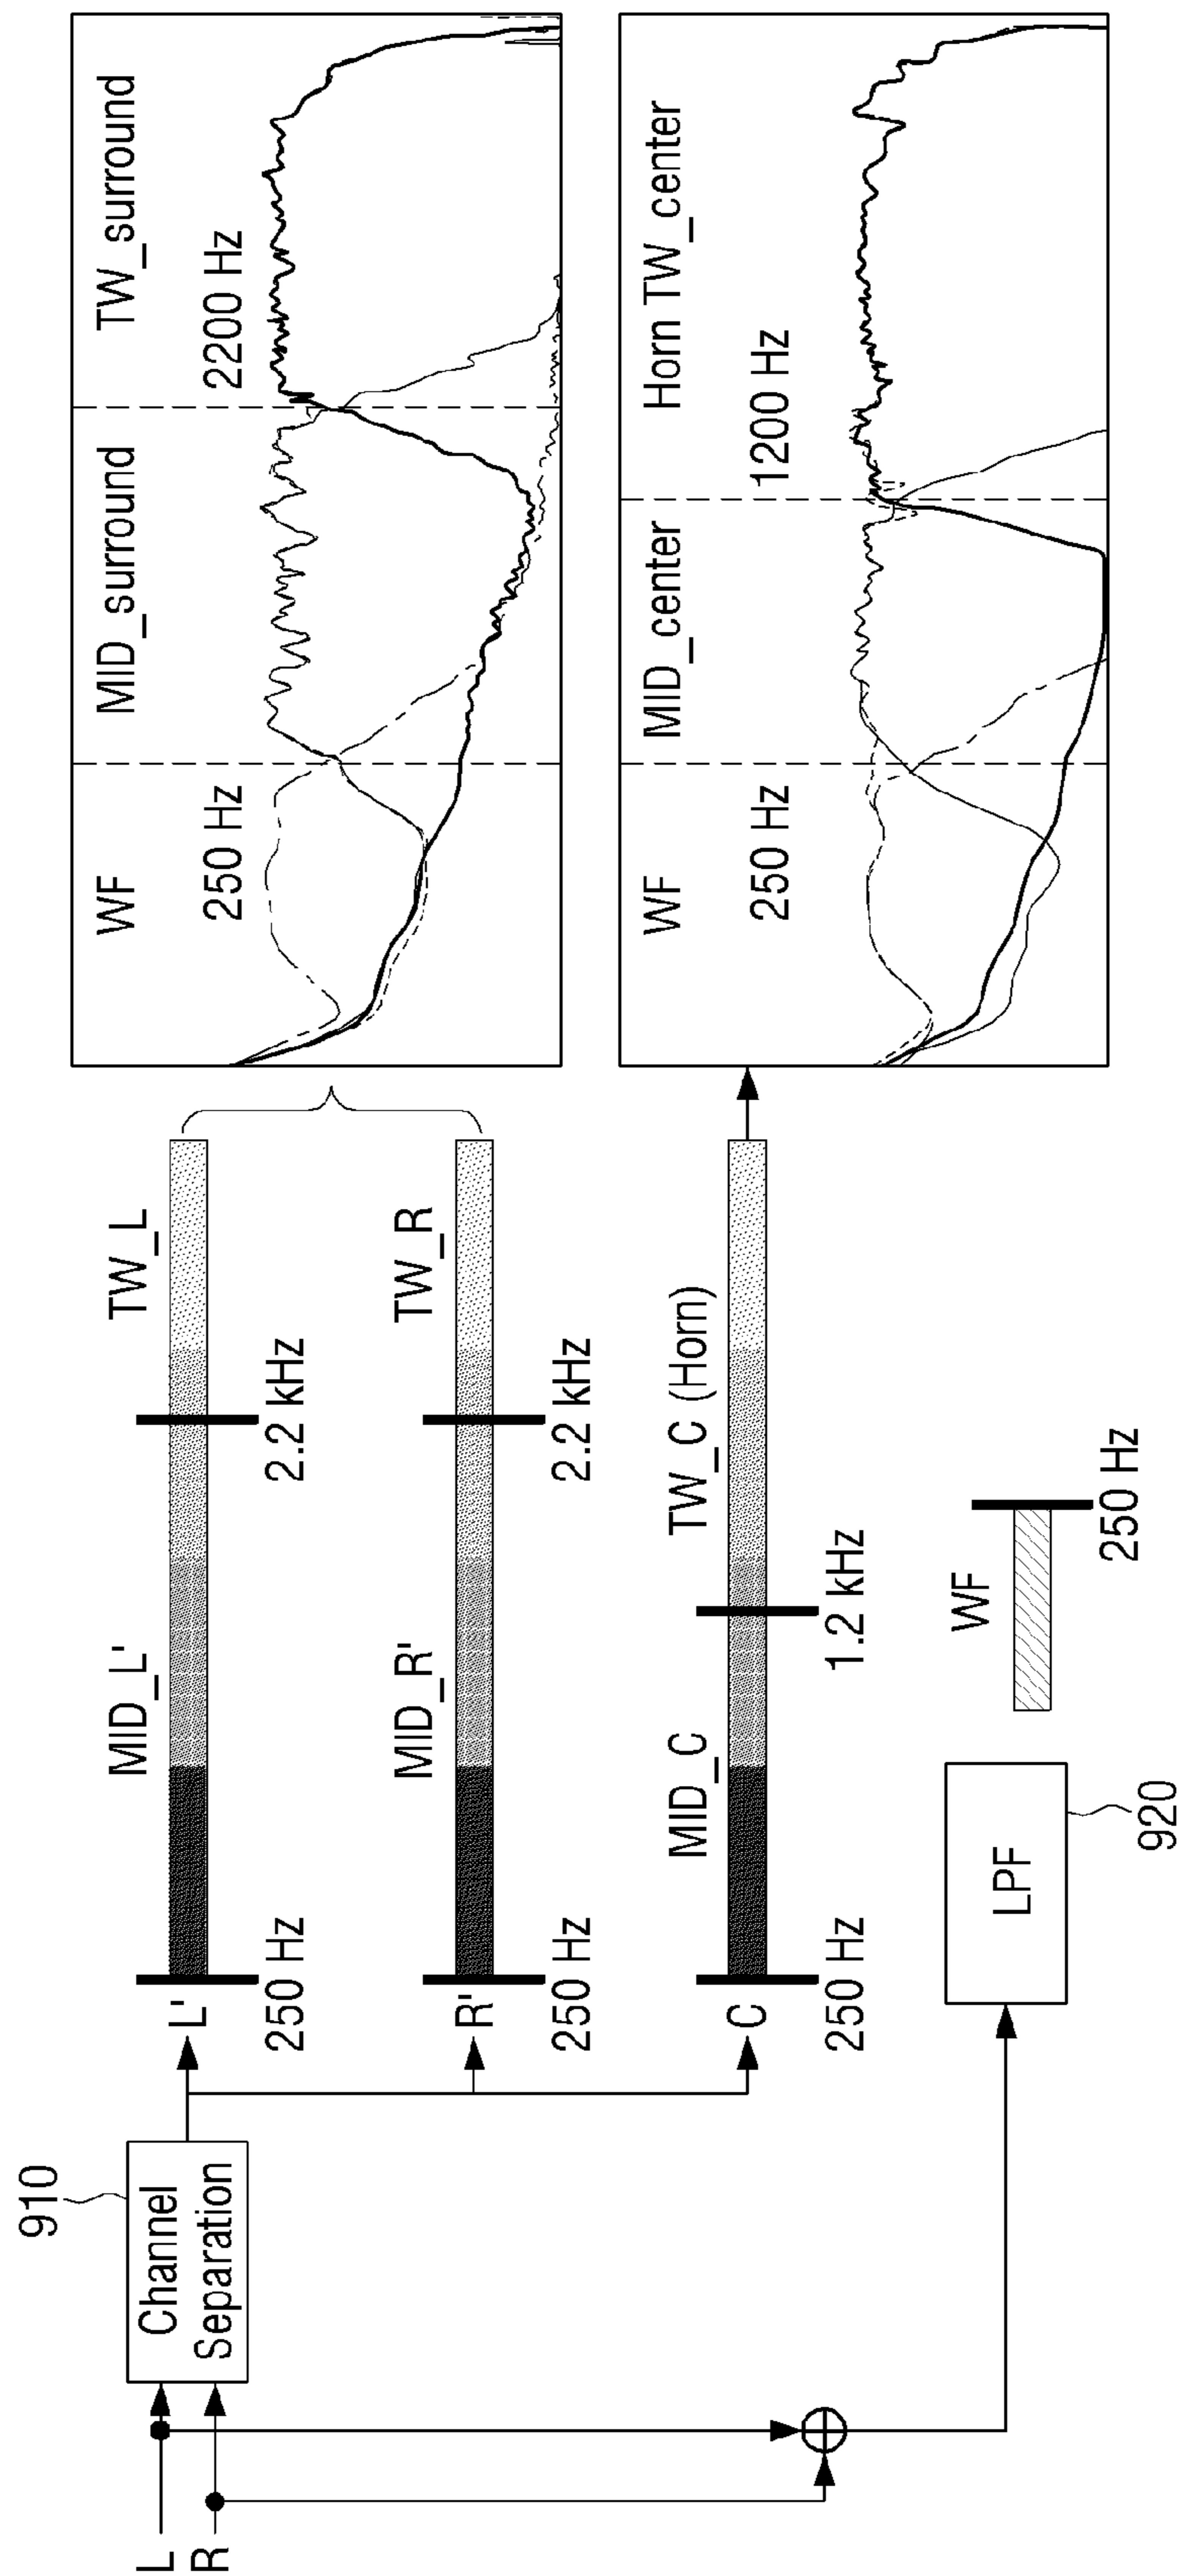 L
R
910
Channel
Separation
L'
250 Hz
MID_L'
2.2 kHz
TW_L
R'
250 Hz
MID_R'
2.2 kHz
TW_R
C
250 Hz
MID_C
1.2 kHz
TW_C (Horn)
LPF
920
WF
250 Hz
WF
MID_surround
TW_surround
250 Hz
2200 Hz
WF
MID_center
Horn TW_center
250 Hz
1200 Hz